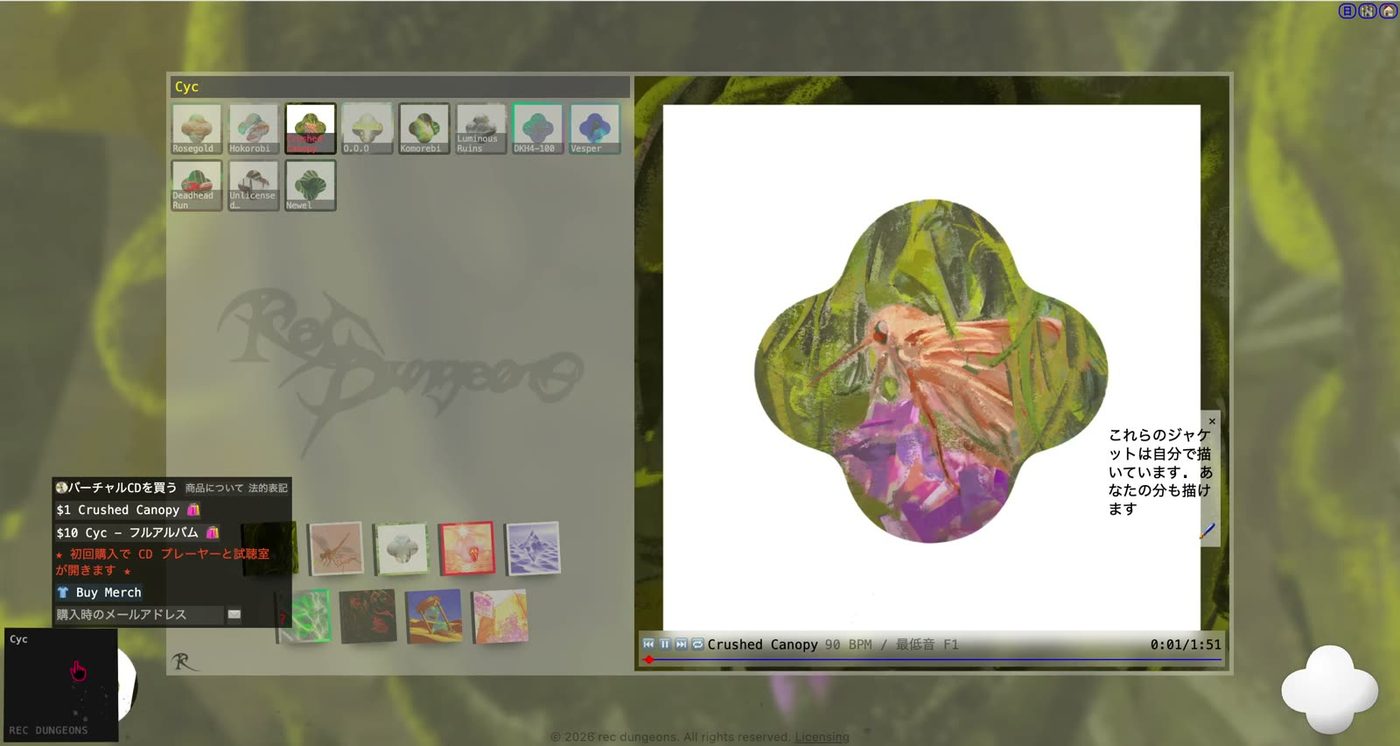 Cyc
Rosegold
Hokorobi
Crushed Canopy
O.O.O
Komorebi
Luminous Ruins
DKH4-100
Vesper
Deadhead Run
Unlicensed…
Newel
Rec Dungeons
これらのジャケ
ットは自分で描
いています. あ
なたの分も描け
ます
バーチャルCDを買う 商品について 法的表記
$1 Crushed Canopy
$10 Cyc – フルアルバム
★ 初回購入で CD プレーヤーと試聴室
が開きます ★
Buy Merch
購入時のメールアドレス
?
Cyc
REC DUNGEONS
R
Crushed Canopy 90 BPM / 最低音 F1
0:01/1:51
© 2026 rec dungeons. All rights reserved. Licensing